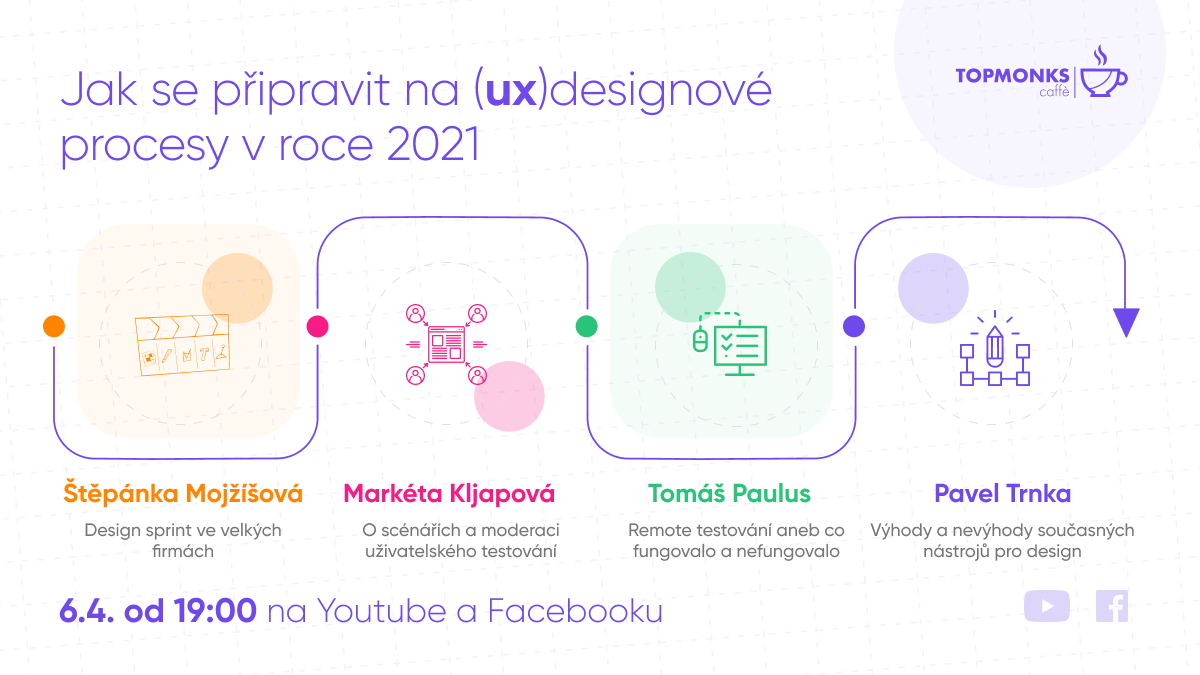 Jak se připravit na (ux)designové
procesy v roce 2021
TOPMONKS
caffè
Štěpánka Mojžíšová
Design sprint ve velkých
firmách
Markéta Kljapová
O scénářích a moderaci
uživatelského testování
Tomáš Paulus
Remote testování aneb co
fungovalo a nefungovalo
Pavel Trnka
Výhody a nevýhody současných
nástrojů pro design
6.4. od 19:00 na Youtube a Facebooku